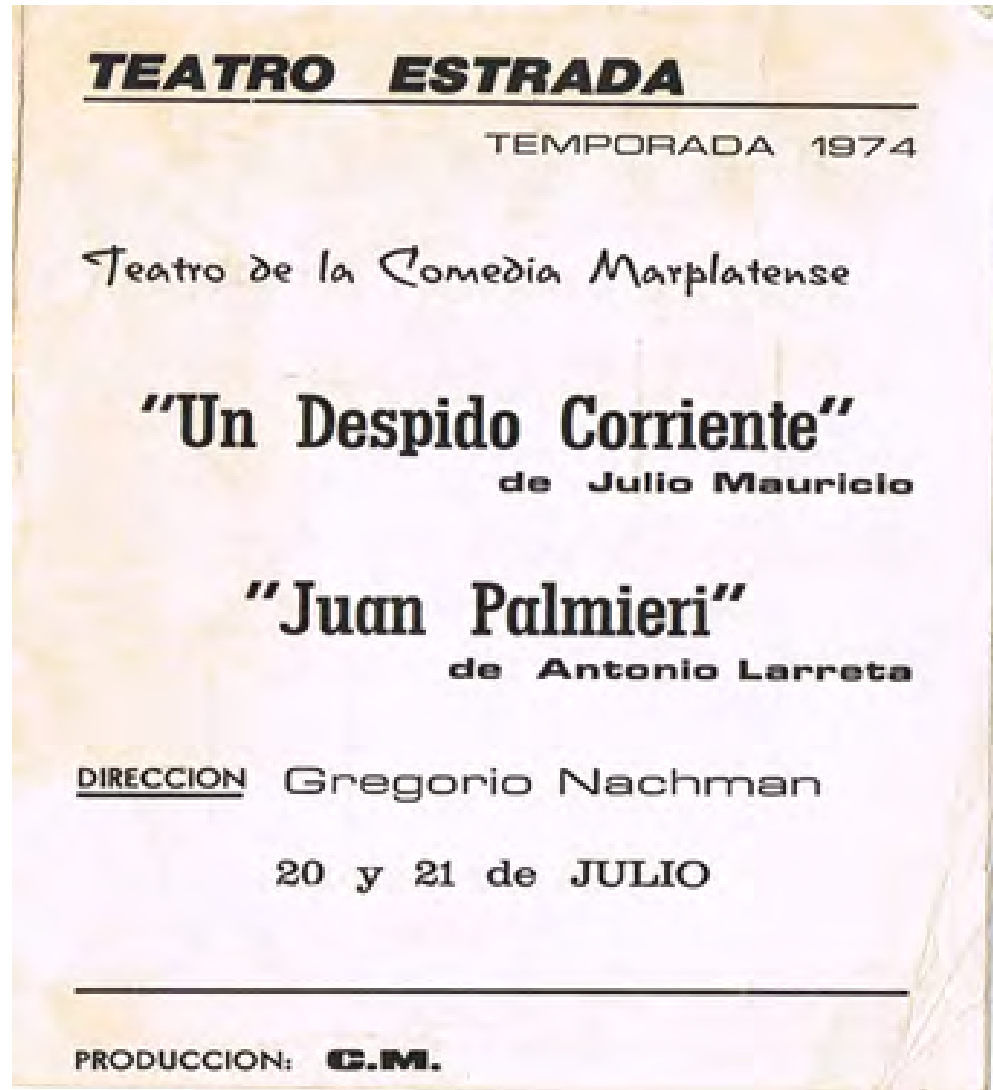 TEATRO ESTRADA
TEMPORADA 1974
Teatro de la Comedia Marplatense
"Un Despido Corriente"
de Julio Mauricio
"Juan Palmieri"
de Antonio Larreta
DIRECCION Gregorio Nachman
20 y 21 de JULIO
PRODUCCION: C.M.